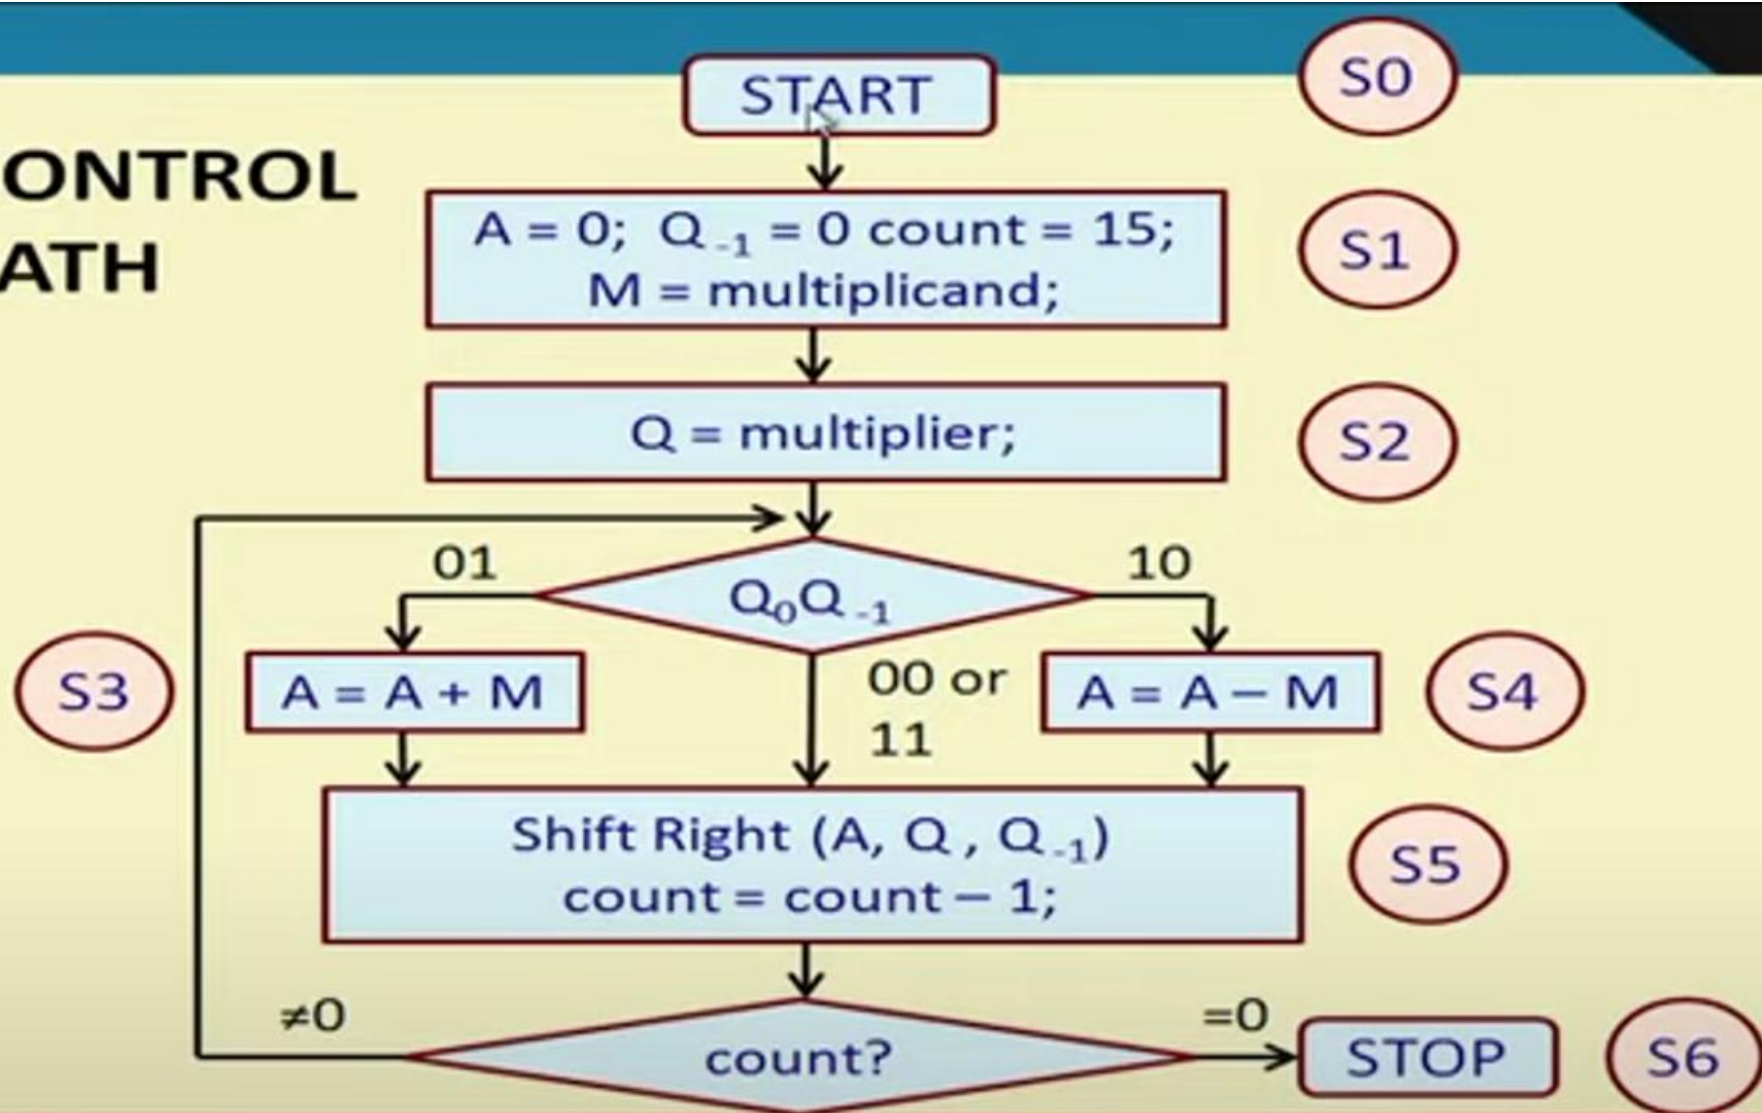 START
S0
ONTROL
ATH
A = 0; Q₋₁ = 0 count = 15;
M = multiplicand;
S1
Q = multiplier;
S2
01
10
Q₀Q₋₁
S3
A = A + M
00 or
11
A = A – M
S4
Shift Right (A, Q , Q₋₁)
count = count – 1;
S5
≠0
=0
count?
STOP
S6